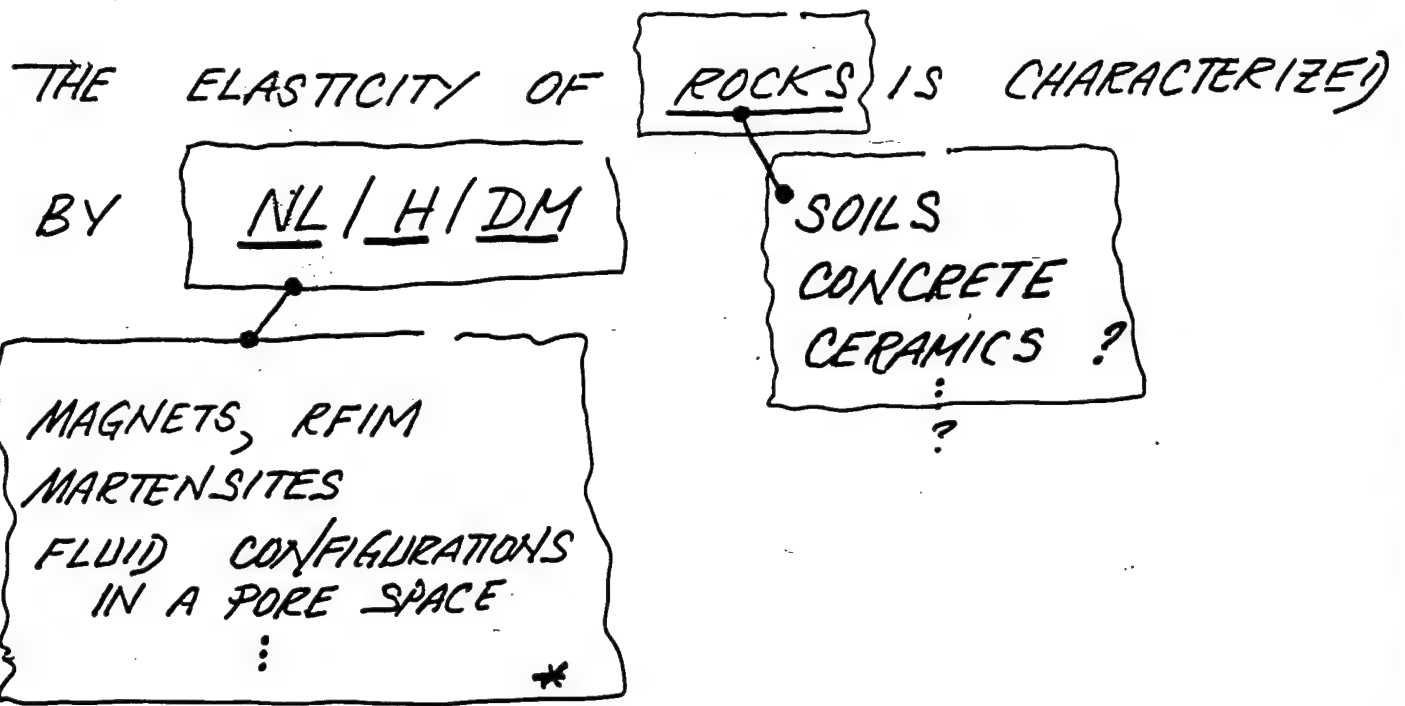 THE ELASTICITY OF ROCKS IS CHARACTERIZED
BY NL / H / DM
SOILS
CONCRETE
CERAMICS ?
⋮
?
MAGNETS, RFIM
MARTENSITES
FLUID CONFIGURATIONS
IN A PORE SPACE
⋮
*